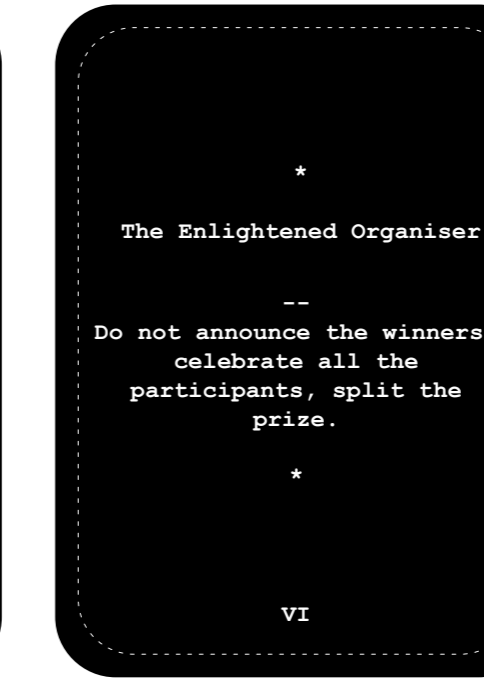 *
The Enlightened Organiser
--
Do not announce the winners
celebrate all the
participants, split the
prize.
*
VI